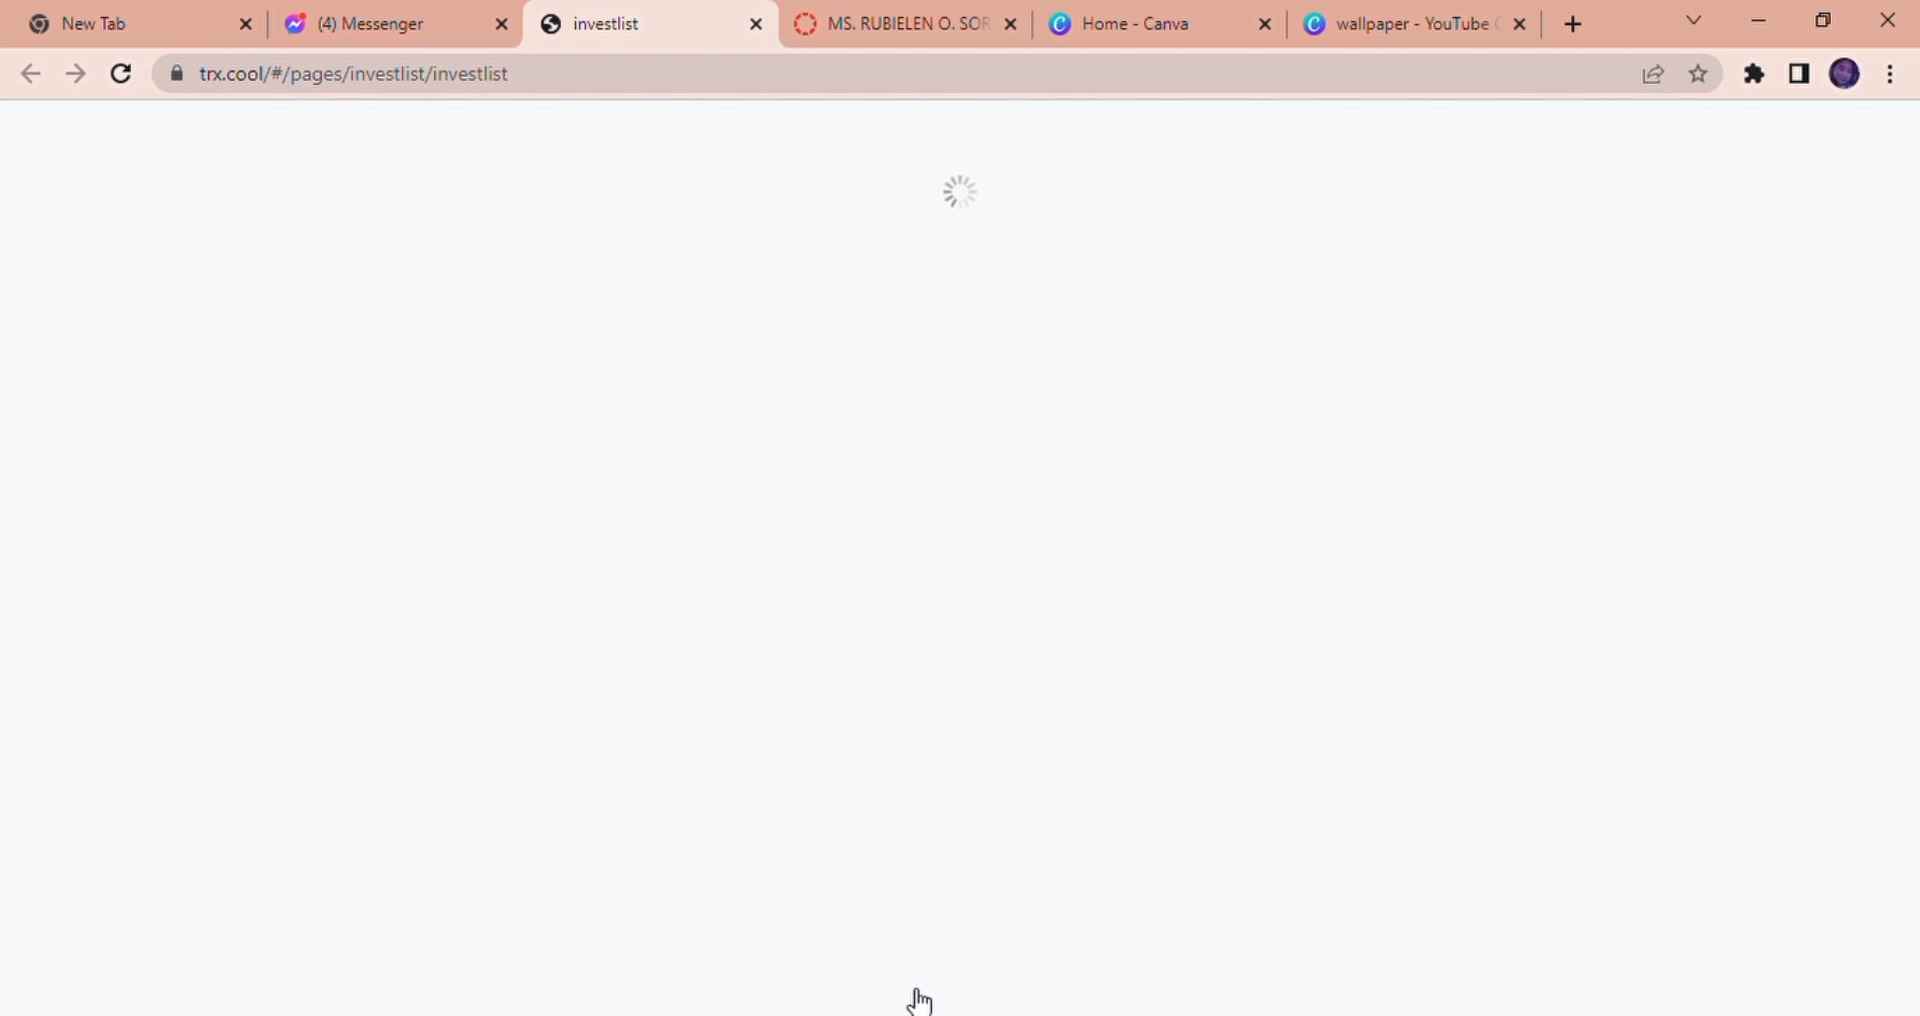 New Tab
(4) Messenger
investlist
MS. RUBIELEN O. SOR
Home - Canva
wallpaper - YouTube
trx.cool/#/pages/investlist/investlist